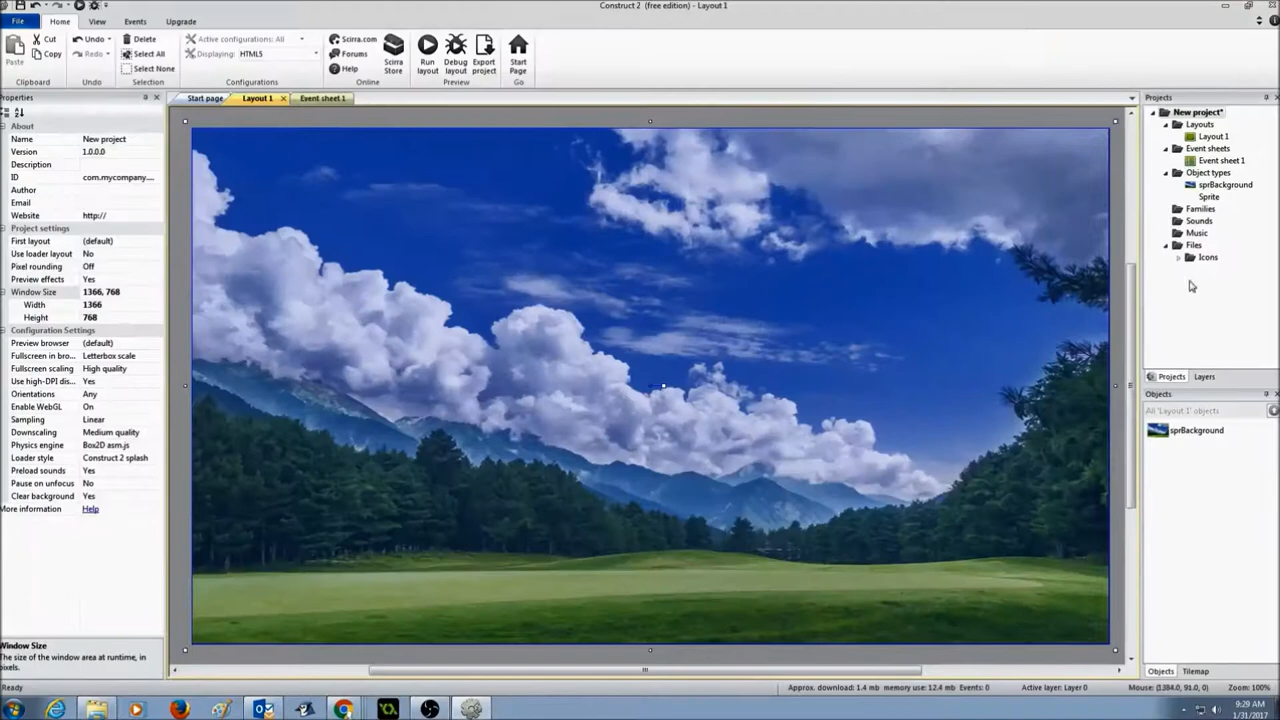 Construct 2 (free edition) - Layout 1
File Home View Events Upgrade
Paste Cut Copy Undo Redo Delete Select All Select None
Active configurations: All
Displaying: HTML5
Scirra.com Forums Help Scirra Store Run layout Debug layout Export project Start Page
Clipboard Undo Selection Configurations Online Preview Go
Properties
Start page Layout 1 Event sheet 1
Projects
About
Name New project
Version 1.0.0.0
Description
ID com.mycompany....
Author
Email
Website http://
Project settings
First layout (default)
Use loader layout No
Pixel rounding Off
Preview effects Yes
Window Size 1366, 768
Width 1366
Height 768
Configuration Settings
Preview browser (default)
Fullscreen in bro... Letterbox scale
Fullscreen scaling High quality
Use high-DPI dis... Yes
Orientations Any
Enable WebGL On
Sampling Linear
Downscaling Medium quality
Physics engine Box2D asm.js
Loader style Construct 2 splash
Preload sounds Yes
Pause on unfocus No
Clear background Yes
More information Help
Window Size
The size of the window area at runtime, in
pixels.
New project*
Layouts
Layout 1
Event sheets
Event sheet 1
Object types
sprBackground
Sprite
Families
Sounds
Music
Files
Icons
Projects Layers
Objects
All 'Layout 1' objects
sprBackground
Objects Tilemap
Ready
Approx. download: 1.4 mb memory use: 12.4 mb Events: 0 Active layer: Layer 0 Mouse: (1384.0, 91.0, 0) Zoom: 100%
9:29 AM
1/31/2017